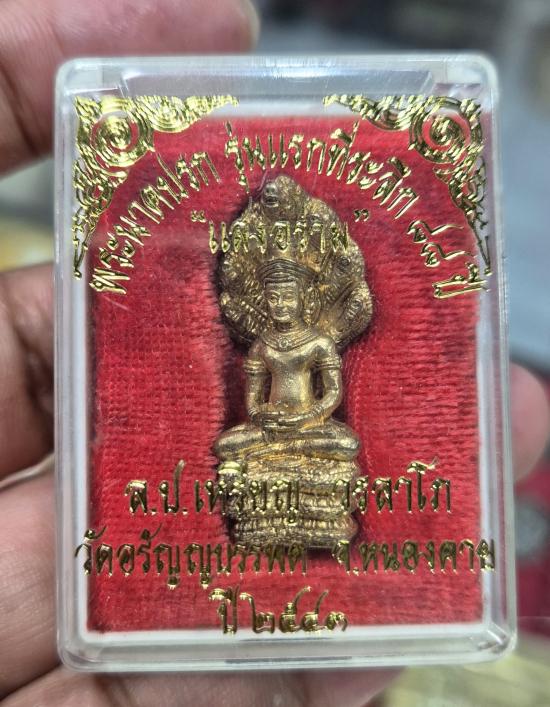 พระนาคปรก รุ่นแรกที่ระลึก ๘๘ ปี
"แสงอร่าม"
ล.ป.เหรียญ วรลาโภ
วัดอรัญญบรรพต จ.หนองคาย
ปี ๒๕๔๓